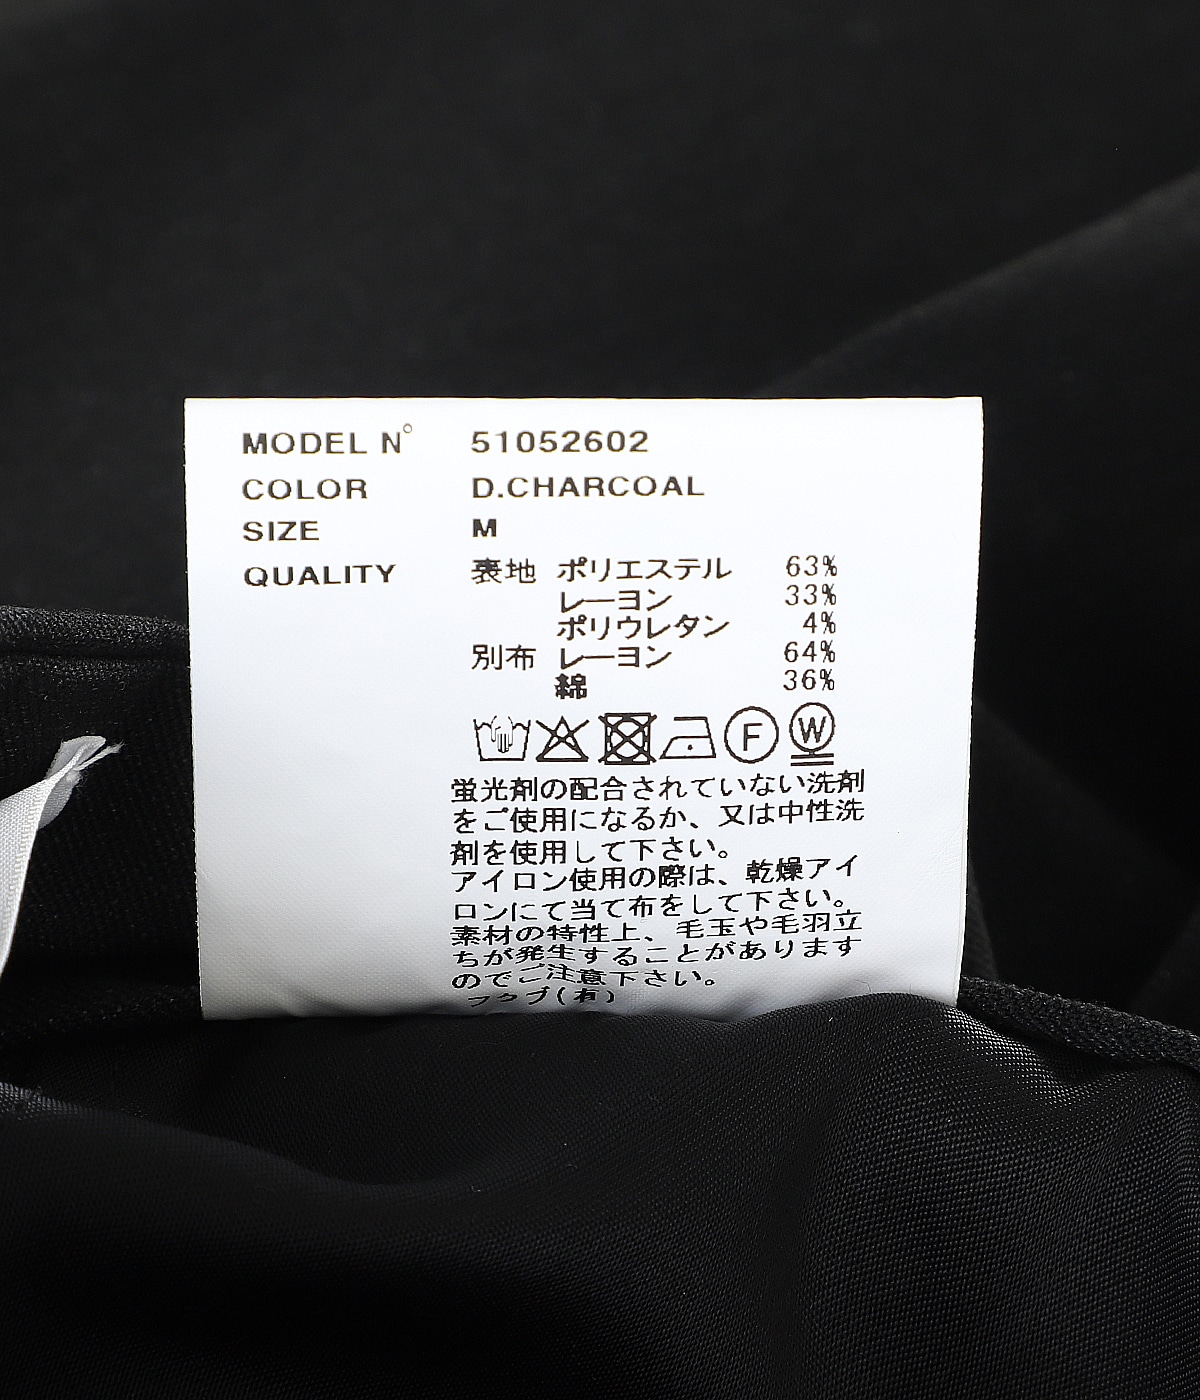 MODEL N° 51052602
COLOR D.CHARCOAL
SIZE M
QUALITY 表地 ポリエステル 63%
レーヨン 33%
ポリウレタン 4%
別布 レーヨン 64%
綿 36%
F W
蛍光剤の配合されていない洗剤
をご使用になるか、又は中性洗
剤を使用して下さい。
アイロン使用の際は、乾燥アイ
ロンにて当て布をして下さい。
素材の特性上、毛玉や毛羽立
ちが発生することがあります
のでご注意下さい。
フクブ(有)